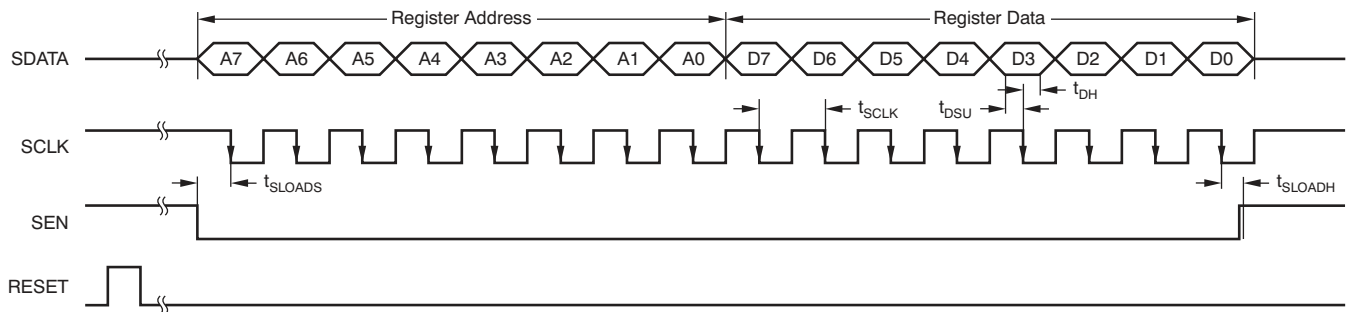 Register Address Register Data
SDATA A7 A6 A5 A4 A3 A2 A1 A0 D7 D6 D5 D4 D3 D2 D1 D0
tSCLK tDSU tDH
SCLK
tSLOADS tSLOADH
SEN
RESET